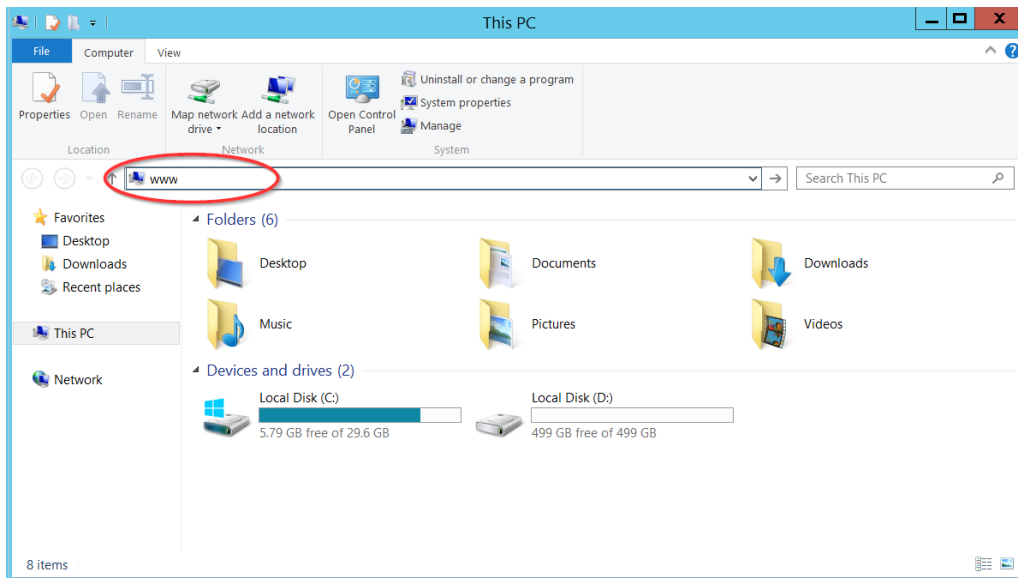 This PC
File Computer View
Properties Open Rename Map network drive Add a network location Open Control Panel Uninstall or change a program
System properties
Manage
Location Network System
www Search This PC
Favorites
Desktop
Downloads
Recent places
This PC
Network
Folders (6)
Desktop Documents Downloads
Music Pictures Videos
Devices and drives (2)
Local Disk (C:) Local Disk (D:)
5.79 GB free of 29.6 GB 499 GB free of 499 GB
8 items